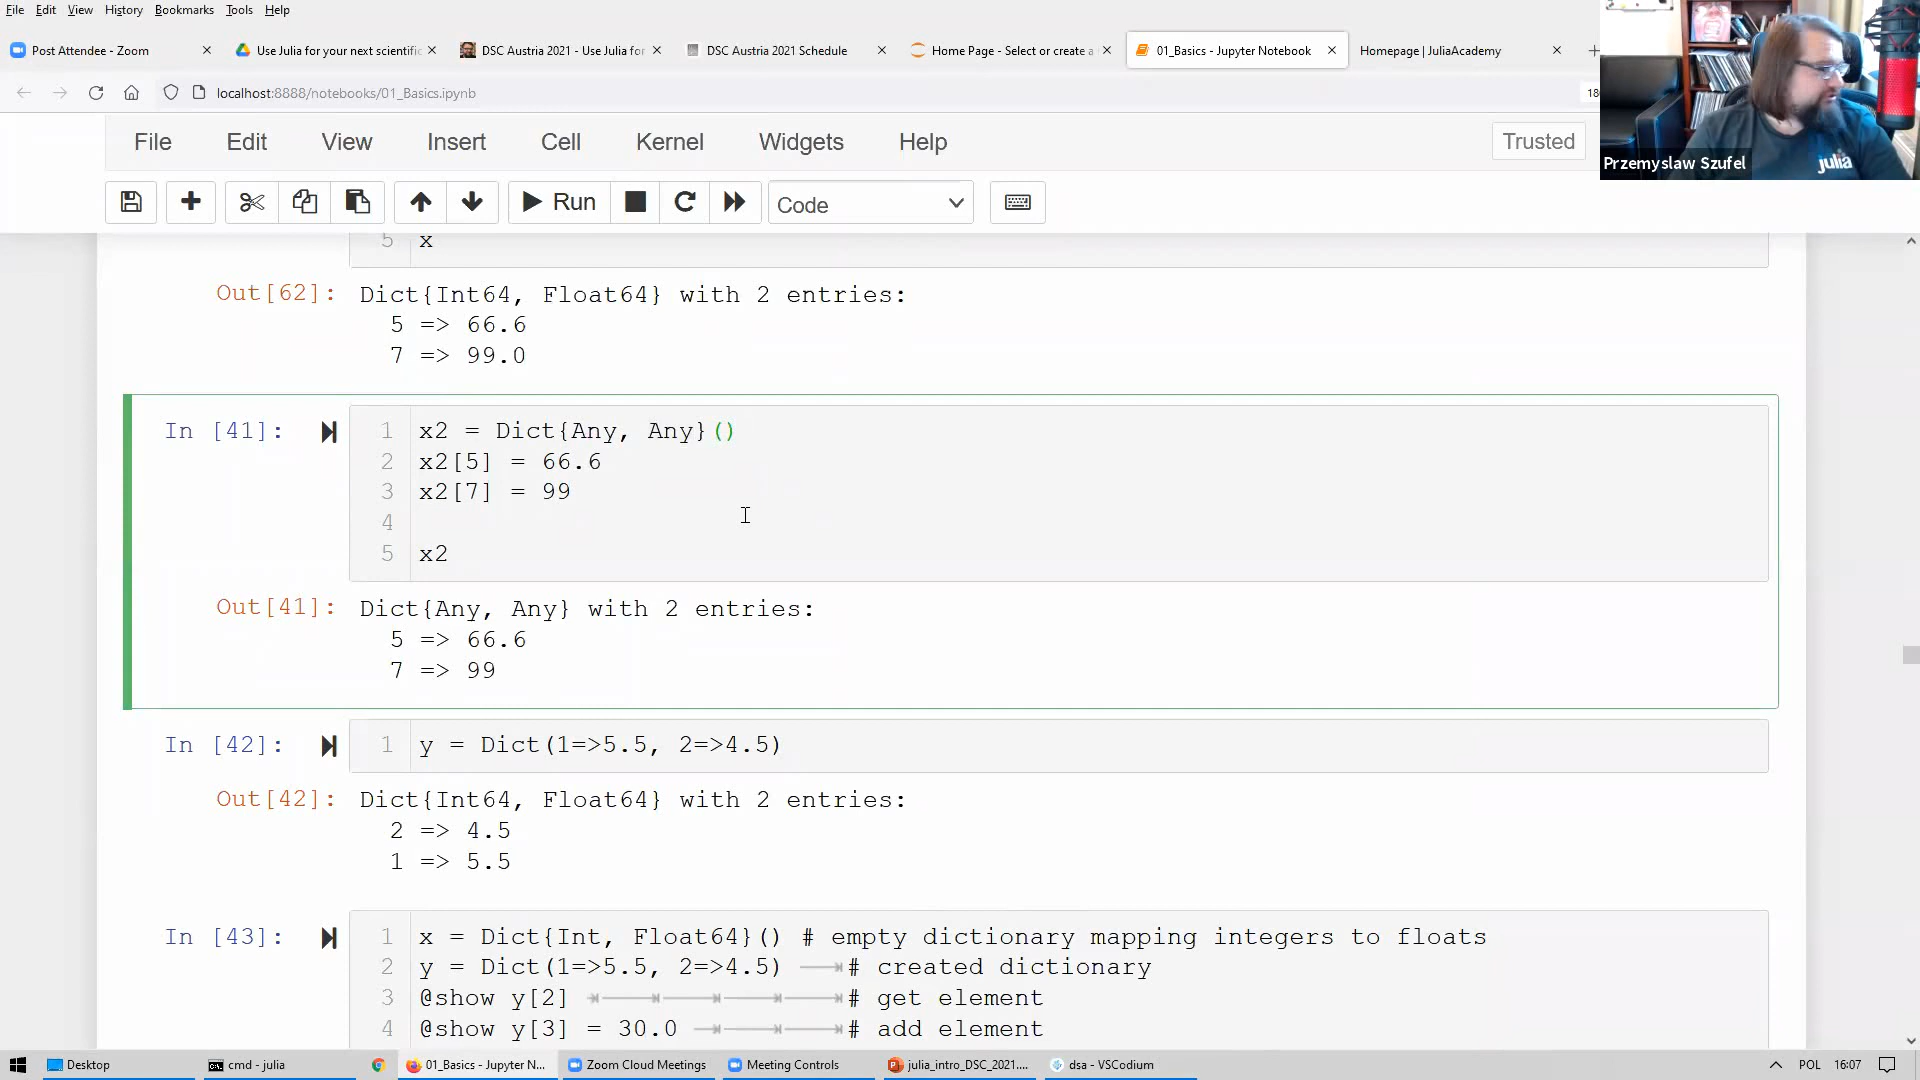 File Edit View History Bookmarks Tools Help
Post Attendee - Zoom
Use Julia for your next scientific
DSC Austria 2021 - Use Julia for
DSC Austria 2021 Schedule
Home Page - Select or create a
01_Basics - Jupyter Notebook
Homepage | JuliaAcademy
localhost:8888/notebooks/01_Basics.ipynb
18
julia
Przemyslaw Szufel
File Edit View Insert Cell Kernel Widgets Help
Trusted
Run
Code
5 x
Out[62]: Dict{Int64, Float64} with 2 entries:
5 => 66.6
7 => 99.0
In [41]: 1 x2 = Dict{Any, Any}()
2 x2[5] = 66.6
3 x2[7] = 99
4
5 x2
Out[41]: Dict{Any, Any} with 2 entries:
5 => 66.6
7 => 99
In [42]: 1 y = Dict(1=>5.5, 2=>4.5)
Out[42]: Dict{Int64, Float64} with 2 entries:
2 => 4.5
1 => 5.5
In [43]: 1 x = Dict{Int, Float64}() # empty dictionary mapping integers to floats
2 y = Dict(1=>5.5, 2=>4.5) # created dictionary
3 @show y[2] # get element
4 @show y[3] = 30.0 # add element
Desktop
cmd - julia
01_Basics - Jupyter N...
Zoom Cloud Meetings
Meeting Controls
julia_intro_DSC_2021....
dsa - VSCodium
POL 16:07